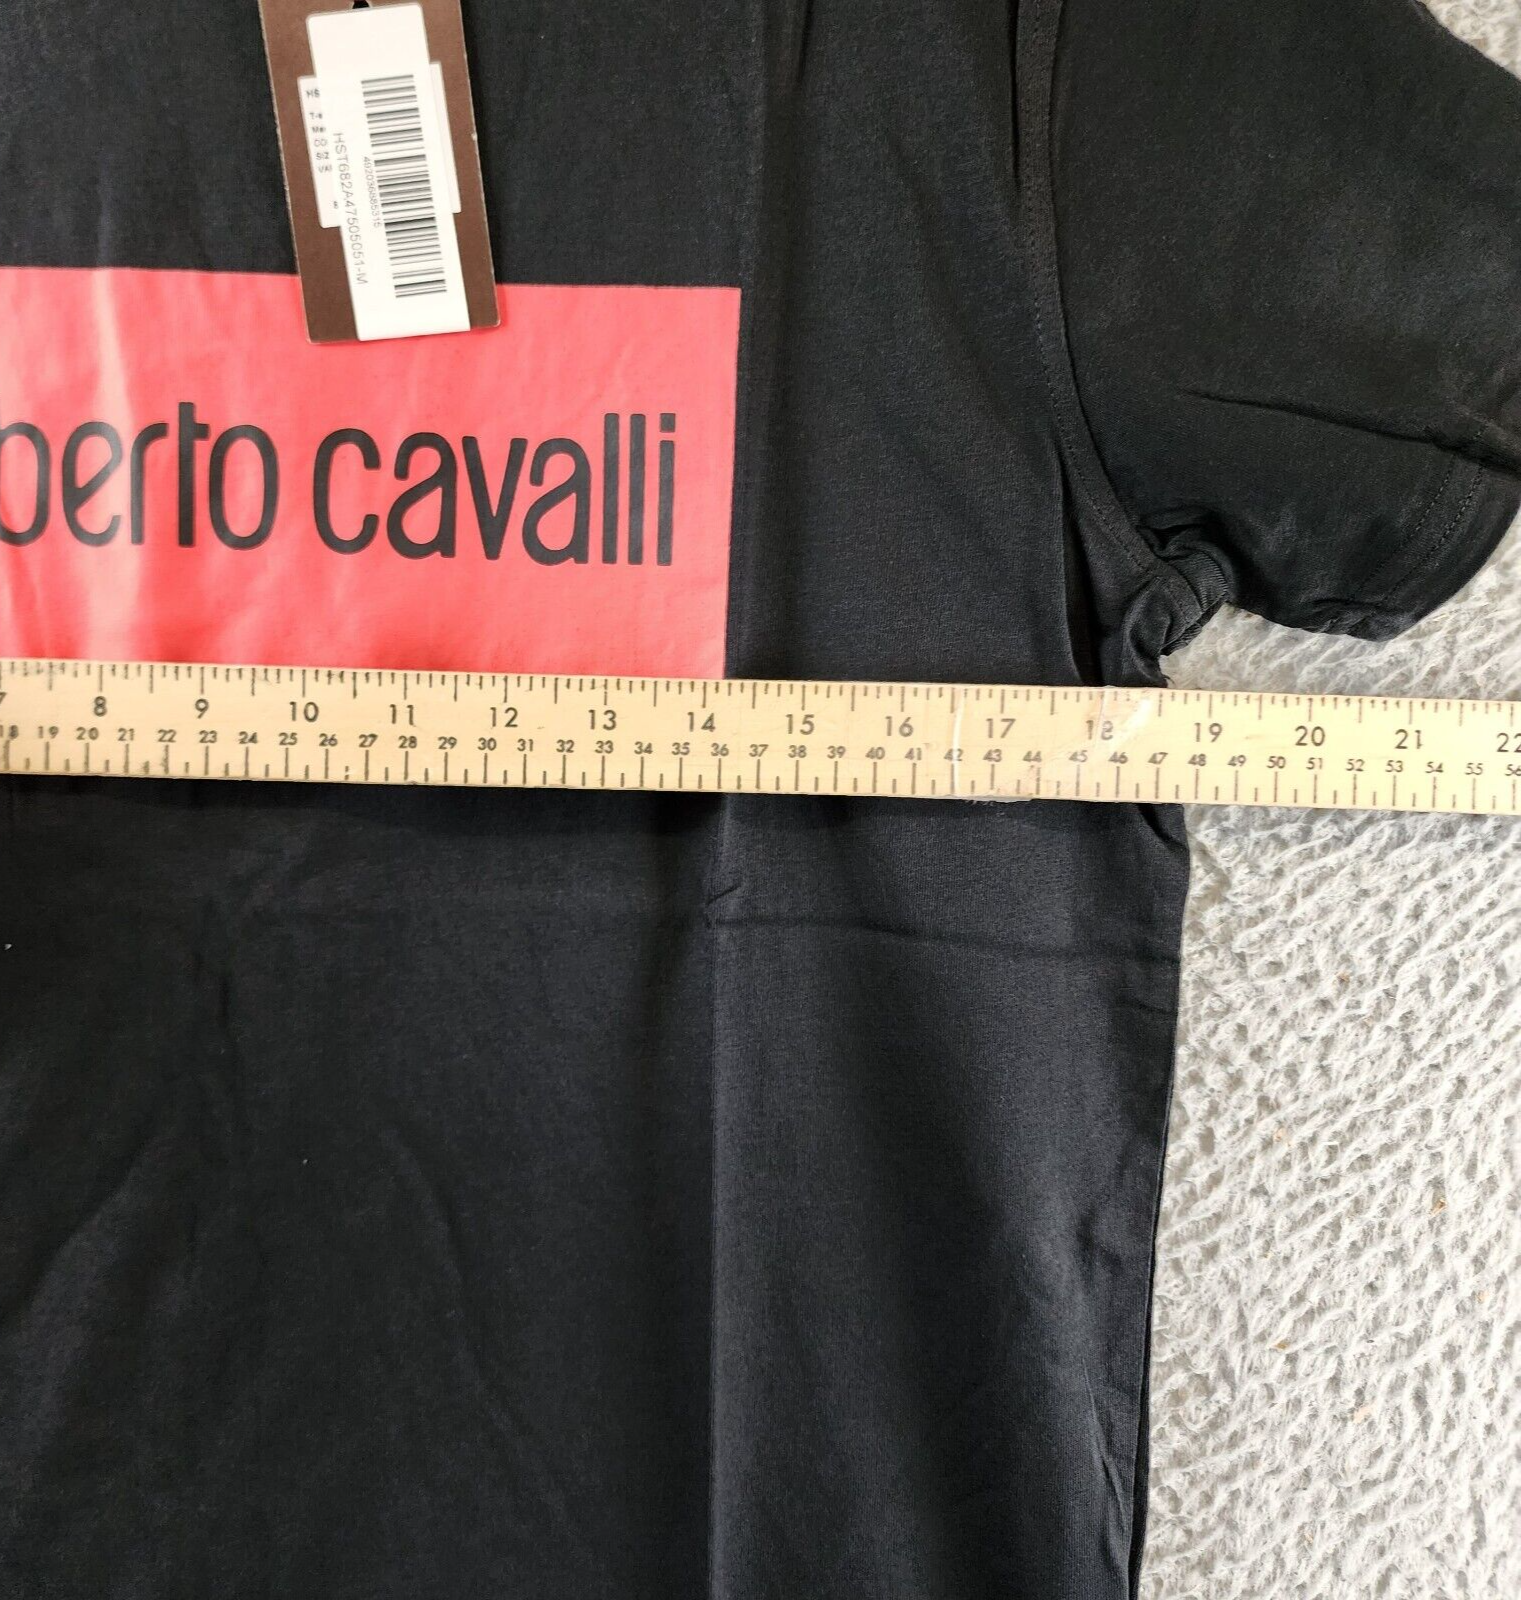 HS
T-s
HST682A47505051-M
berto cavalli
8 9 10 11 12 13 14 15 16 17 18 19 20 21 22
18 19 20 21 22 23 24 25 26 27 28 29 30 31 32 33 34 35 36 37 38 39 40 41 42 43 44 45 46 47 48 49 50 51 52 53 54 55 56